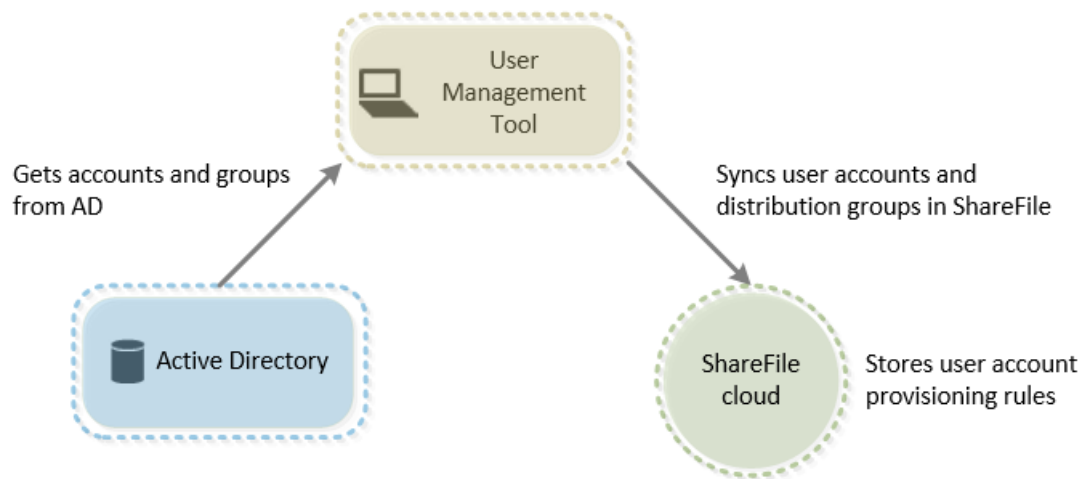 User
Management
Tool
Gets accounts and groups
from AD
Syncs user accounts and
distribution groups in ShareFile
Active Directory
ShareFile
cloud
Stores user account
provisioning rules